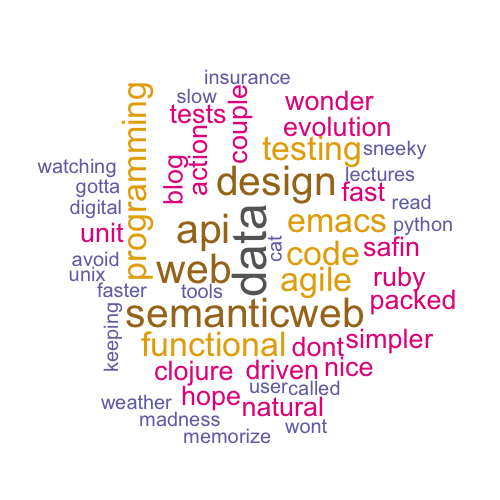 insurance
slow
couple
wonder
programming
tests
evolution
action
testing
sneeky
blog
watching
lectures
gotta
design
fast
read
digital
data
emacs
python
unit
api
cat
code
safin
avoid
web
unix
agile
ruby
faster
tools
packed
semanticweb
keeping
simpler
functional
dont
clojure
driven
nice
user
called
hope
natural
weather
madness
wont
memorize